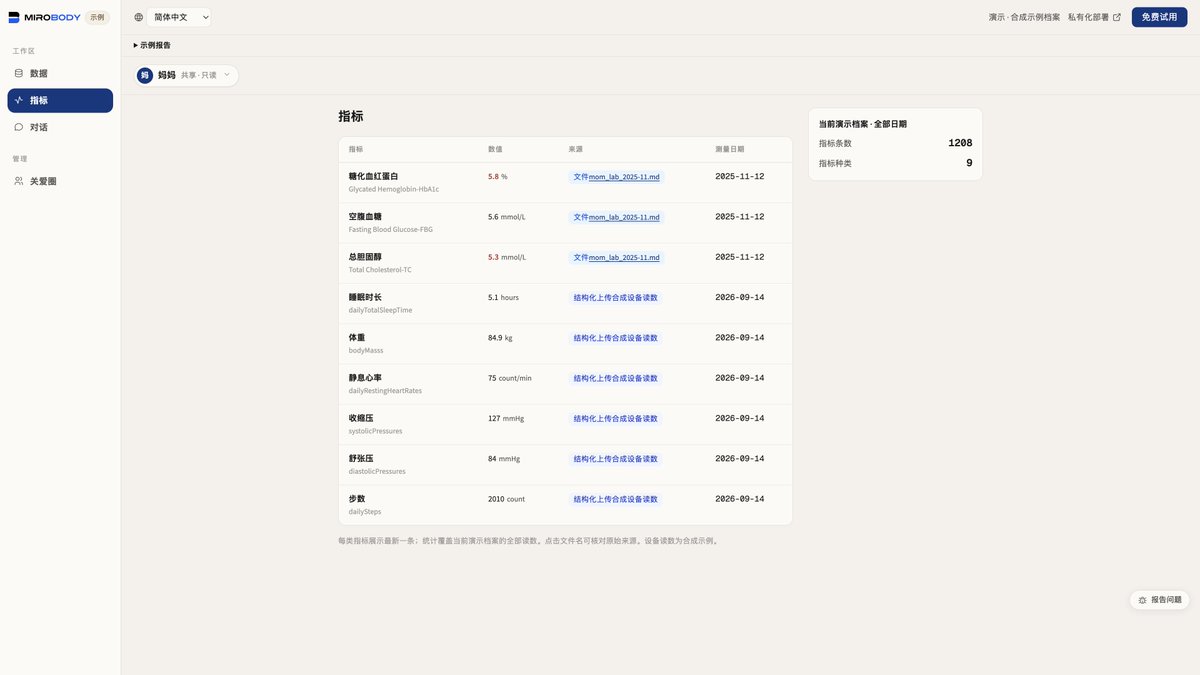 MIROBODY 示例
简体中文
演示 · 合成示例档案 私有化部署 免费试用
工作区
数据
指标
对话
管理
关爱圈
示例报告
妈 妈妈 共享 · 只读
指标
指标 数值 来源 测量日期
糖化血红蛋白 5.8 % 文件mom_lab_2025-11.md 2025-11-12
Glycated Hemoglobin-HbA1c
空腹血糖 5.6 mmol/L 文件mom_lab_2025-11.md 2025-11-12
Fasting Blood Glucose-FBG
总胆固醇 5.3 mmol/L 文件mom_lab_2025-11.md 2025-11-12
Total Cholesterol-TC
睡眠时长 5.1 hours 结构化上传合成设备读数 2026-09-14
dailyTotalSleepTime
体重 84.9 kg 结构化上传合成设备读数 2026-09-14
bodyMasss
静息心率 75 count/min 结构化上传合成设备读数 2026-09-14
dailyRestingHeartRates
收缩压 127 mmHg 结构化上传合成设备读数 2026-09-14
systolicPressures
舒张压 84 mmHg 结构化上传合成设备读数 2026-09-14
diastolicPressures
步数 2010 count 结构化上传合成设备读数 2026-09-14
dailySteps
每类指标展示最新一条；统计覆盖当前演示档案的全部读数。点击文件名可核对原始来源。设备读数为合成示例。
当前演示档案 · 全部日期
指标条数 1208
指标种类 9
报告问题